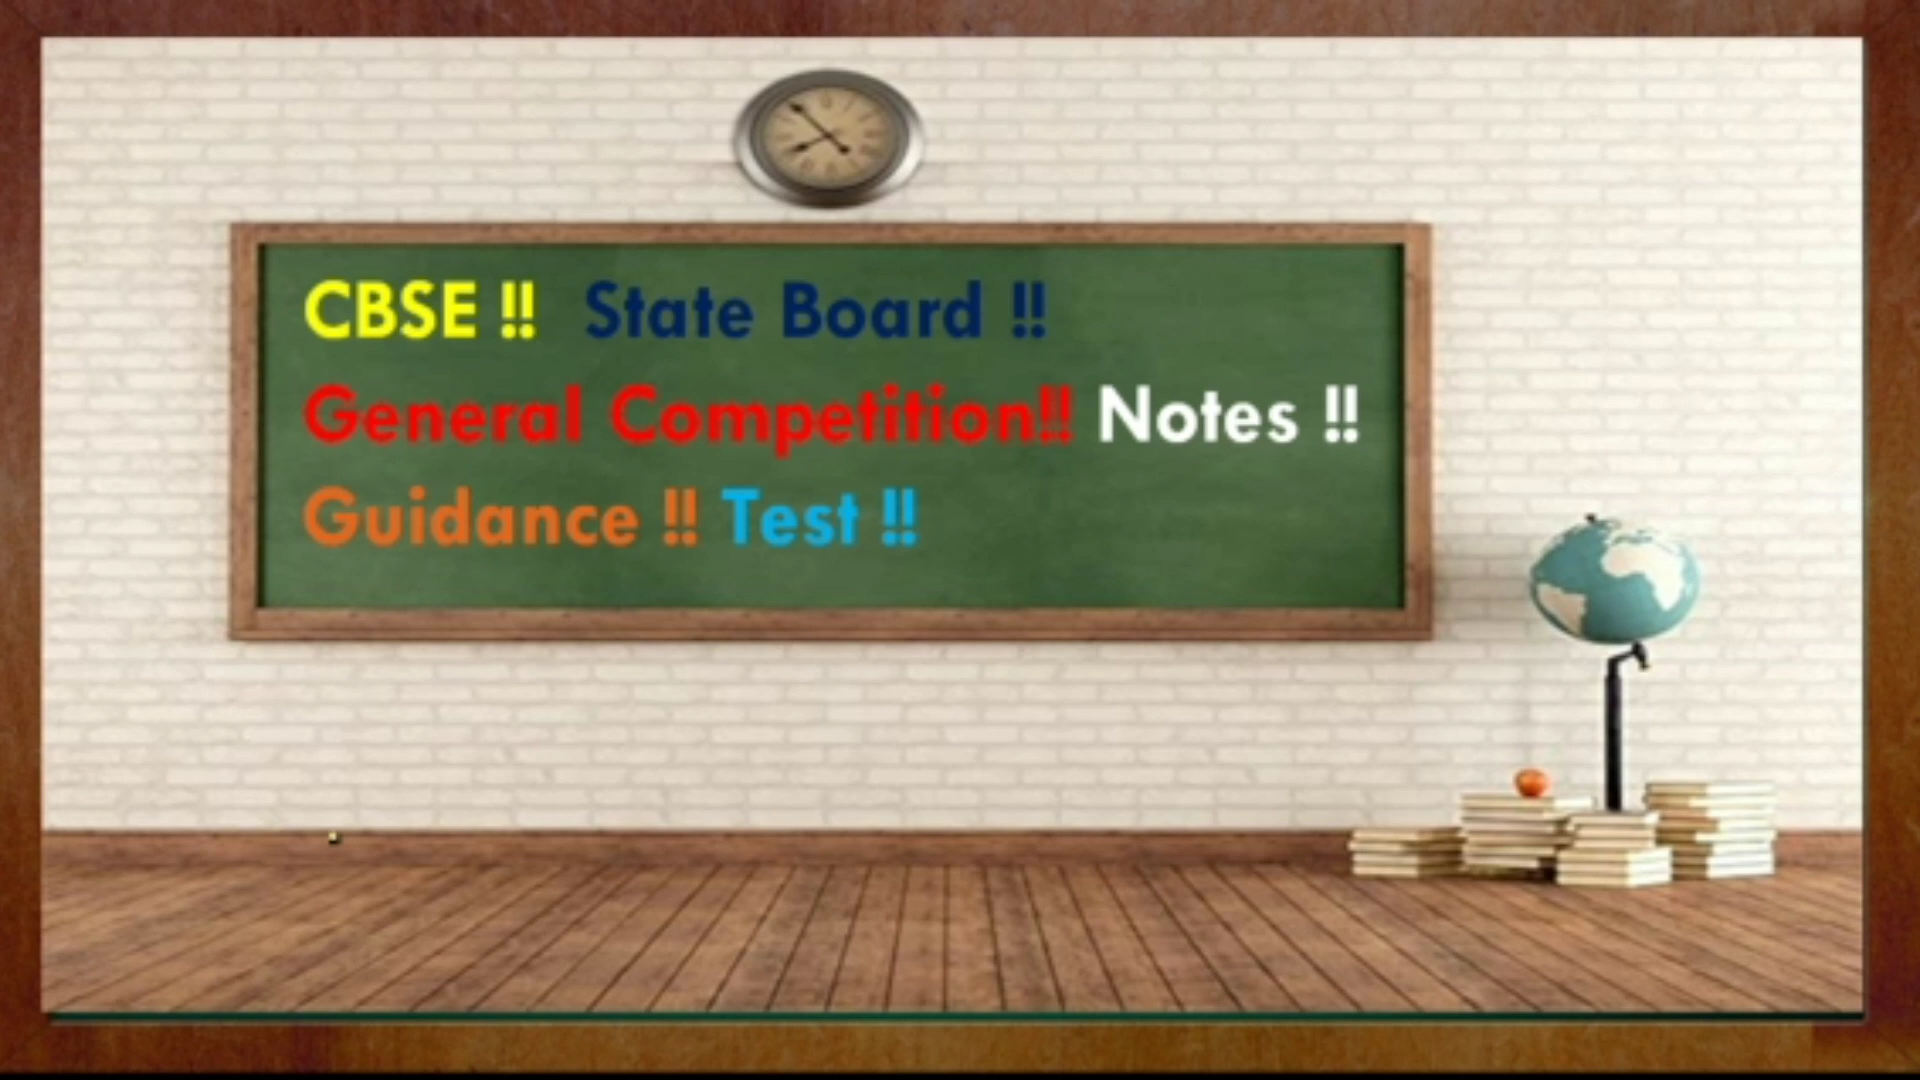 CBSE !! State Board !!
General Competition!! Notes !!
Guidance !! Test !!